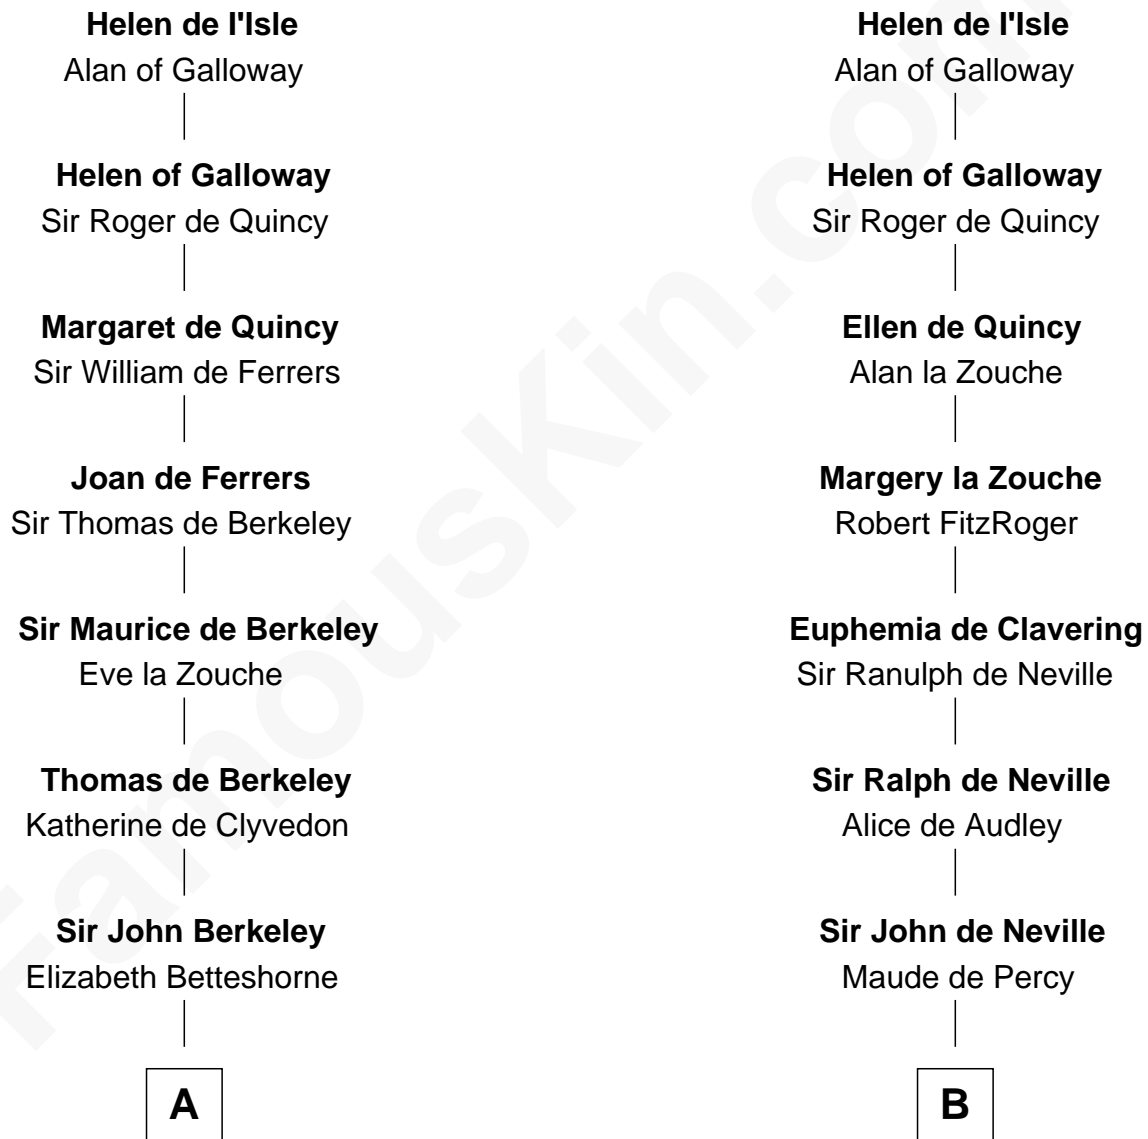 Helen de l'Isle
Alan of Galloway
Helen of Galloway
Sir Roger de Quincy
Margaret de Quincy
Sir William de Ferrers
Joan de Ferrers
Sir Thomas de Berkeley
Sir Maurice de Berkeley
Eve la Zouche
Thomas de Berkeley
Katherine de Clyvedon
Sir John Berkeley
Elizabeth Betteshorne
A
Helen de l'Isle
Alan of Galloway
Helen of Galloway
Sir Roger de Quincy
Ellen de Quincy
Alan la Zouche
Margery la Zouche
Robert FitzRoger
Euphemia de Clavering
Sir Ranulph de Neville
Sir Ralph de Neville
Alice de Audley
Sir John de Neville
Maude de Percy
B
FamousKin.com